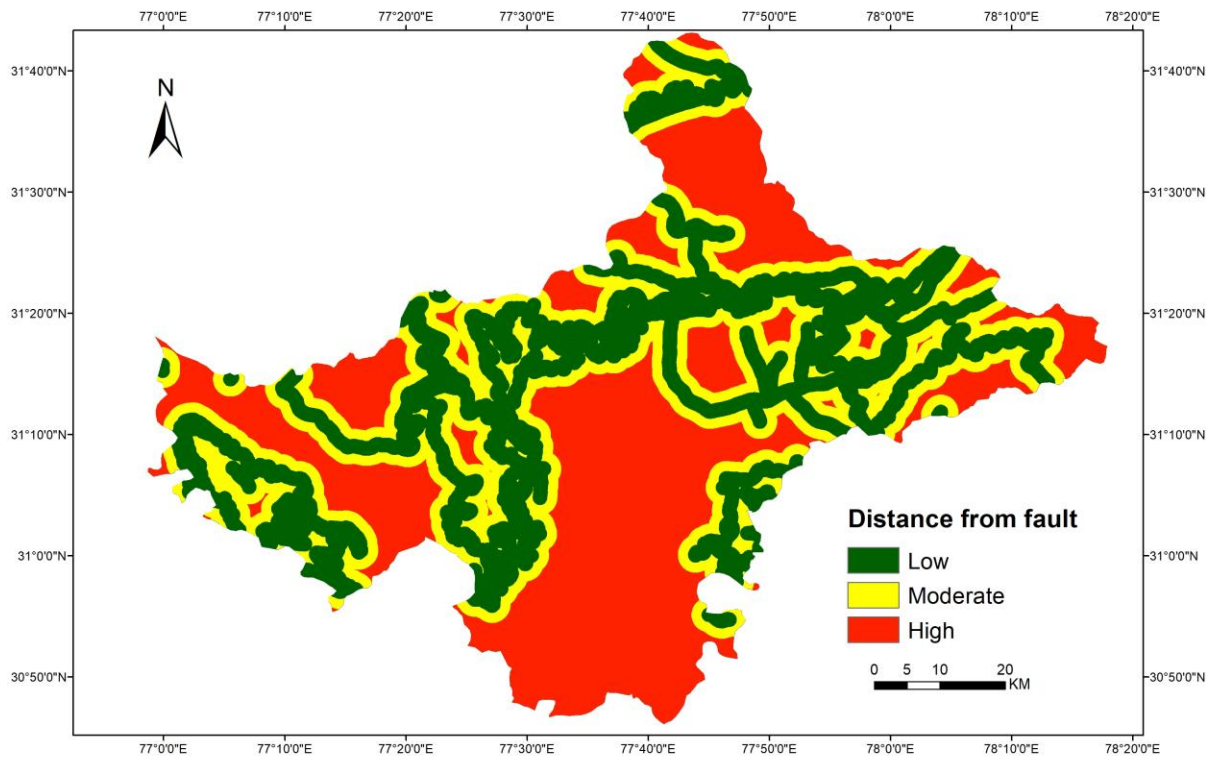 77°0'0"E 77°10'0"E 77°20'0"E 77°30'0"E 77°40'0"E 77°50'0"E 78°0'0"E 78°10'0"E 78°20'0"E
31°40'0"N 31°40'0"N
N
31°30'0"N 31°30'0"N
31°20'0"N 31°20'0"N
31°10'0"N 31°10'0"N
Distance from fault
31°0'0"N 31°0'0"N
Low
Moderate
High
0 5 10 20
KM
30°50'0"N 30°50'0"N
77°0'0"E 77°10'0"E 77°20'0"E 77°30'0"E 77°40'0"E 77°50'0"E 78°0'0"E 78°10'0"E 78°20'0"E